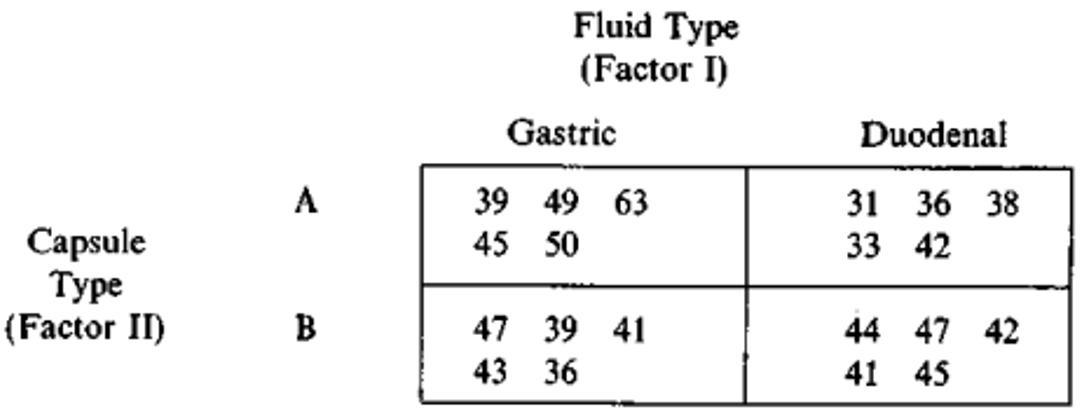 Fluid Type
(Factor I)
Gastric Duodenal
A 39 49 63 31 36 38
45 50 33 42
Capsule
Type
(Factor II)
B 47 39 41 44 47 42
43 36 41 45